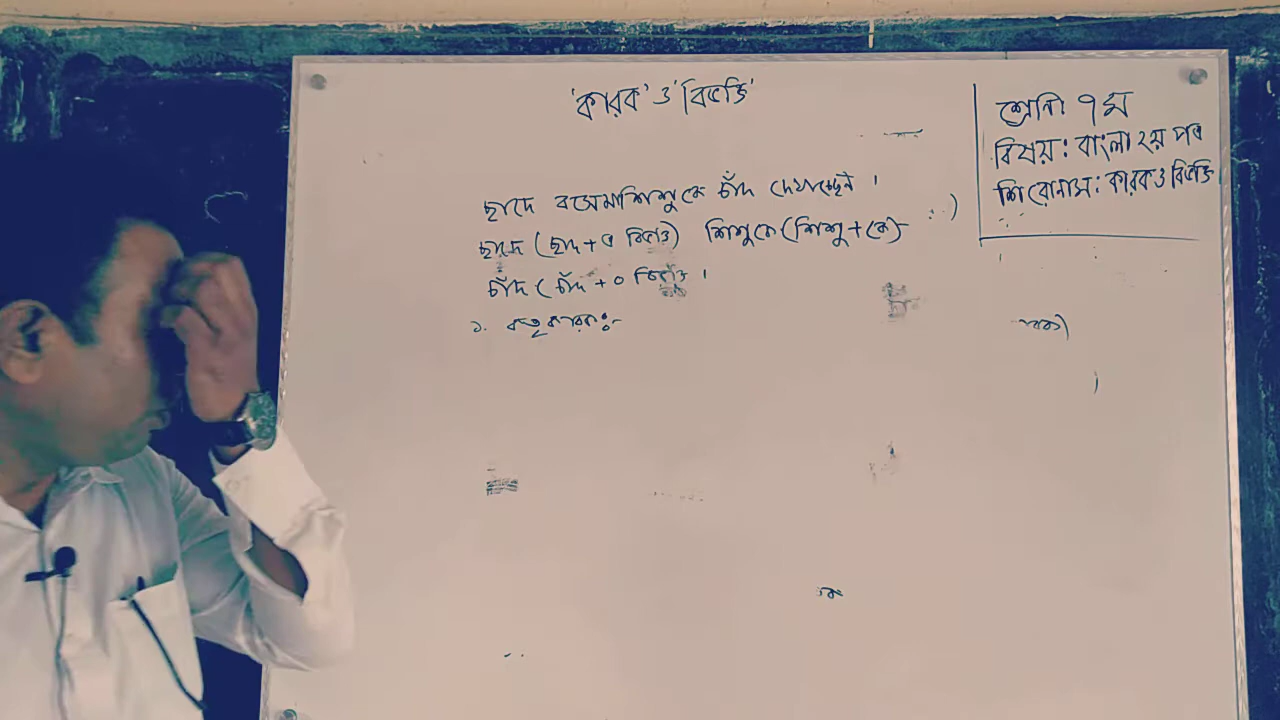 'কারক' ও 'বিভক্তি'
শ্রেণি ৭ম
বিষয়: বাংলা ২য় পত্র
শিরোনাম: কারক ও বিভক্তি
ছাদে বসে মা শিশুকে চাঁদ দেখাচ্ছেন ।
ছাদে (ছাদ + এ বিভক্তি) শিশুকে (শিশু + কে)
চাঁদ (চাঁদ + ০ বিভক্তি ।
১. কর্তৃকারক:-